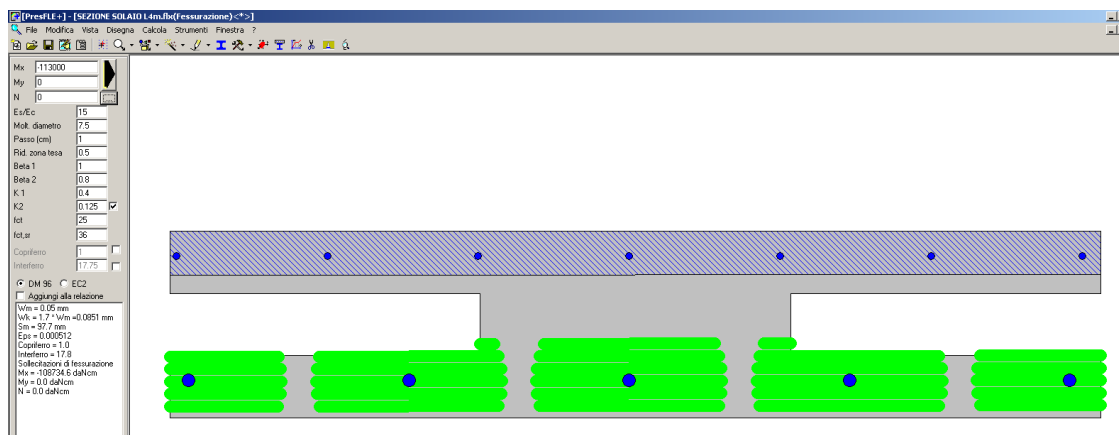 [PresFLE+] - [SEZIONE SOLAIO L4m.flx(Fessurazione)<*>]
File Modifica Vista Disegna Calcola Strumenti Finestra ?
Mx -113000
My 0
N 0
Es/Ec 15
Molt. diametro 7.5
Passo (cm) 1
Rid. zona tesa 0.5
Beta 1 1
Beta 2 0.8
K 1 0.4
K2 0.125
fct 25
fct,sr 36
Copriferro 1
Interferro 17.75
DM 96 EC2
Aggiungi alla relazione
Wm = 0.05 mm
Wk = 1.7 * Wm =0.0851 mm
Sm = 97.7 mm
Eps = 0.000512
Copriferro = 1.0
Interferro = 17.8
Sollecitazioni di fessurazione
Mx = -108734.6 daNcm
My = 0.0 daNcm
N = 0.0 daNcm